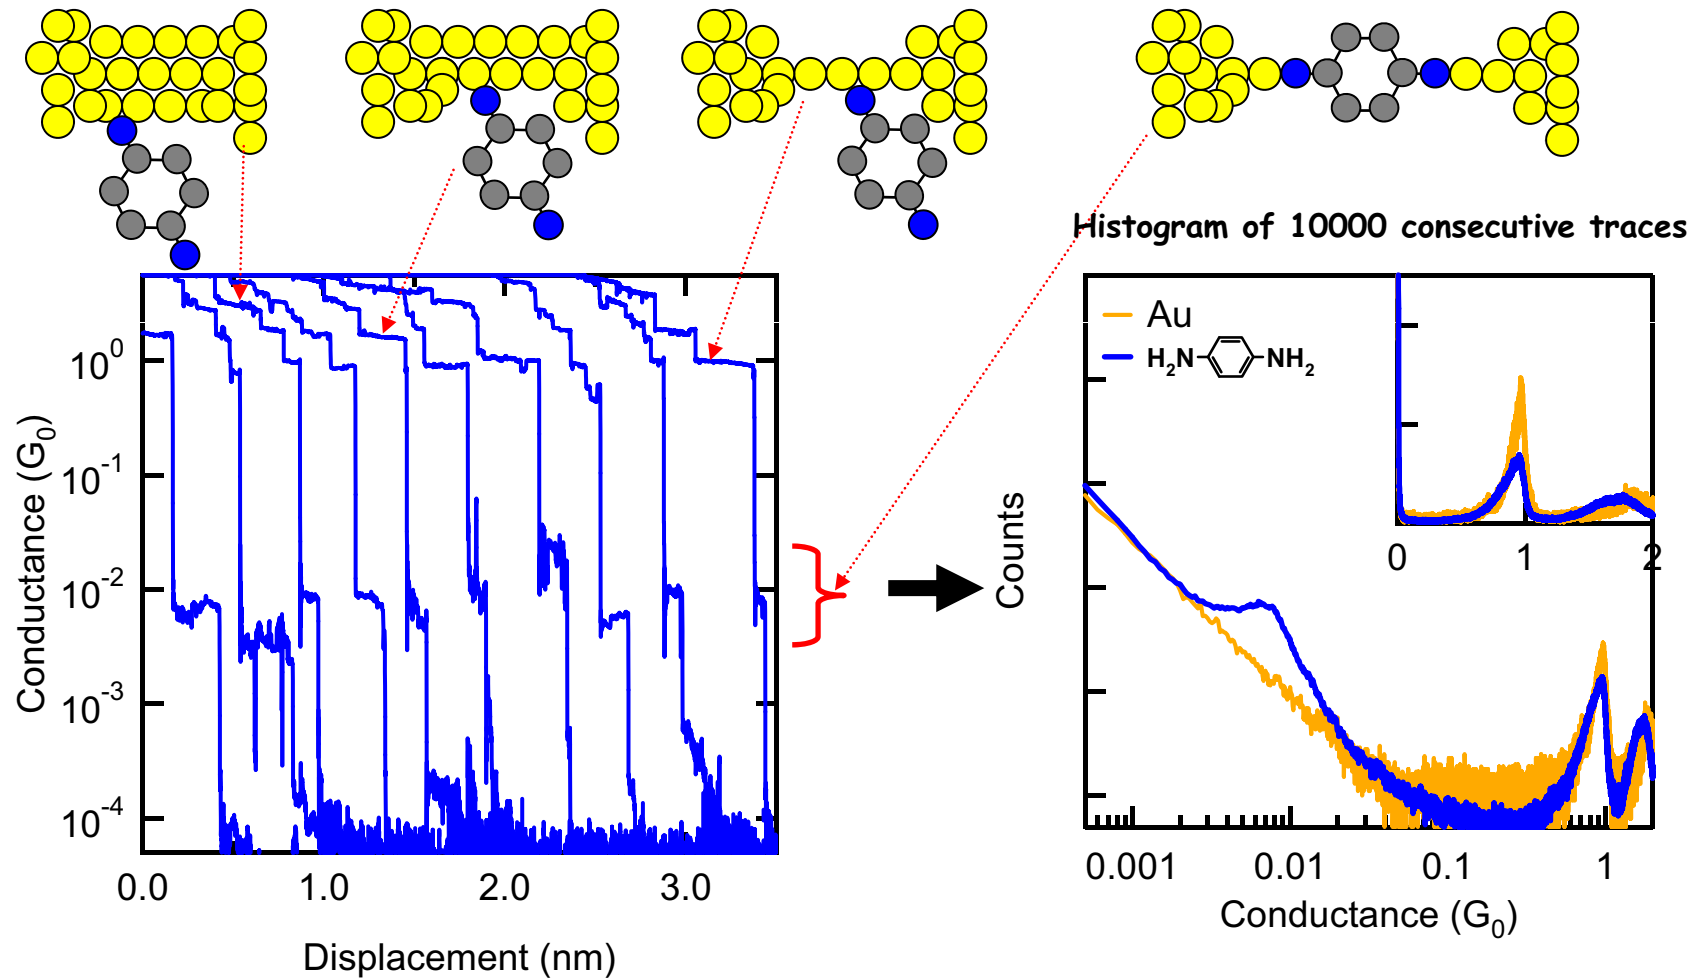 Histogram of 10000 consecutive traces
Conductance (G0)
10^0
10^-1
10^-2
10^-3
10^-4
0.0 1.0 2.0 3.0
Displacement (nm)
Au
H2N NH2
0 1 2
Counts
0.001 0.01 0.1 1
Conductance (G0)